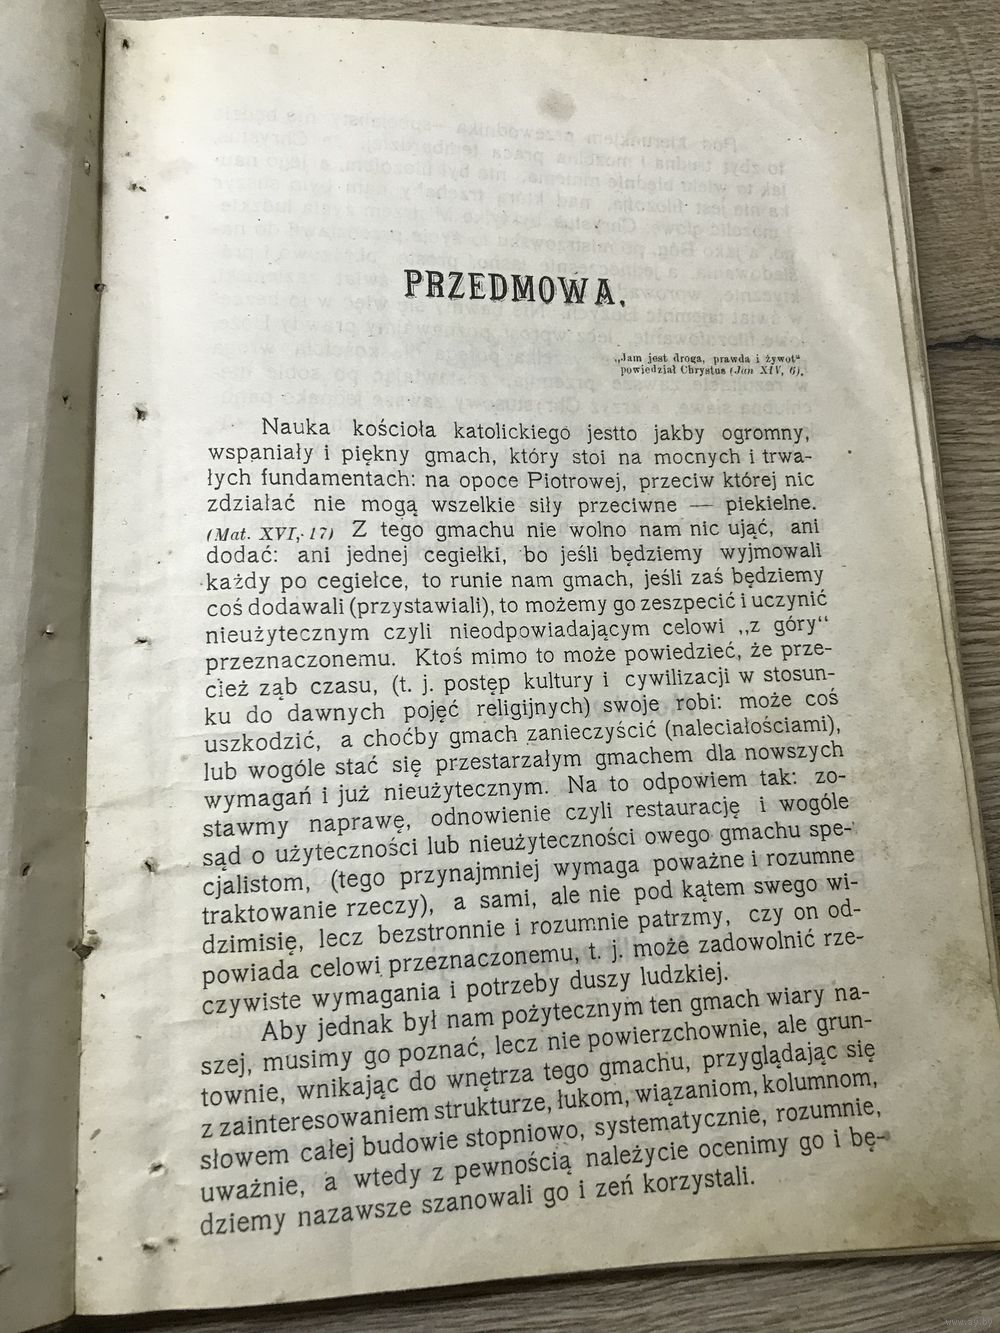 PRZEDMOWA.
„Jam jest droga, prawda i żywot“
powiedział Chrystus (Jan XIV, 6).
Nauka kościoła katolickiego jestto jakby ogromny,
wspaniały i piękny gmach, który stoi na mocnych i trwa-
łych fundamentach: na opoce Piotrowej, przeciw której nic
zdziałać nie mogą wszelkie siły przeciwne — piekielne.
(Mat. XVI, 17) Z tego gmachu nie wolno nam nic ująć, ani
dodać: ani jednej cegiełki, bo jeśli będziemy wyjmowali
każdy po cegiełce, to runie nam gmach, jeśli zaś będziemy
coś dodawali (przystawiali), to możemy go zeszpecić i uczynić
nieużytecznym czyli nieodpowiadającym celowi „z góry“
przeznaczonemu. Ktoś mimo to może powiedzieć, że prze-
cież ząb czasu, (t. j. postęp kultury i cywilizacji w stosun-
ku do dawnych pojęć religijnych) swoje robi: może coś
uszkodzić, a choćby gmach zanieczyścić (naleciałościami),
lub wogóle stać się przestarzałym gmachem dla nowszych
wymagań i już nieużytecznym. Na to odpowiem tak: zo-
stawmy naprawę, odnowienie czyli restaurację i wogóle
sąd o użyteczności lub nieużyteczności owego gmachu spe-
cjalistom, (tego przynajmniej wymaga poważne i rozumne
traktowanie rzeczy), a sami, ale nie pod kątem swego wi-
dzimisię, lecz bezstronnie i rozumnie patrzmy, czy on od-
powiada celowi przeznaczonemu, t. j. może zadowolnić rze-
czywiste wymagania i potrzeby duszy ludzkiej.
Aby jednak był nam pożytecznym ten gmach wiary na-
szej, musimy go poznać, lecz nie powierzchownie, ale grun-
townie, wnikając do wnętrza tego gmachu, przyglądając się
z zainteresowaniem strukturze, łukom, wiązaniom, kolumnom,
słowem całej budowie stopniowo, systematycznie, rozumnie,
uważnie, a wtedy z pewnością należycie ocenimy go i bę-
dziemy nazawsze szanowali go i zeń korzystali.
www.ay.by